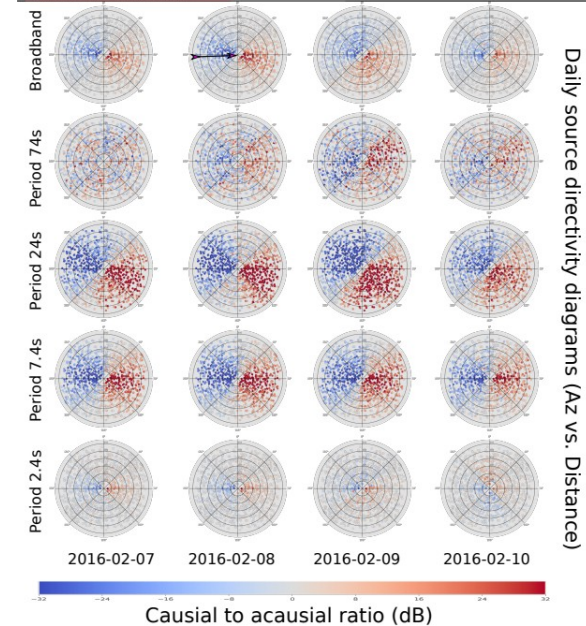 Broadband
Period 74s
Period 24s
Period 7.4s
Period 2.4s
Daily source directivity diagrams (Az vs. Distance)
2016-02-07 2016-02-08 2016-02-09 2016-02-10
−32 −24 −16 −8 0 8 16 24 32
Causial to acausial ratio (dB)